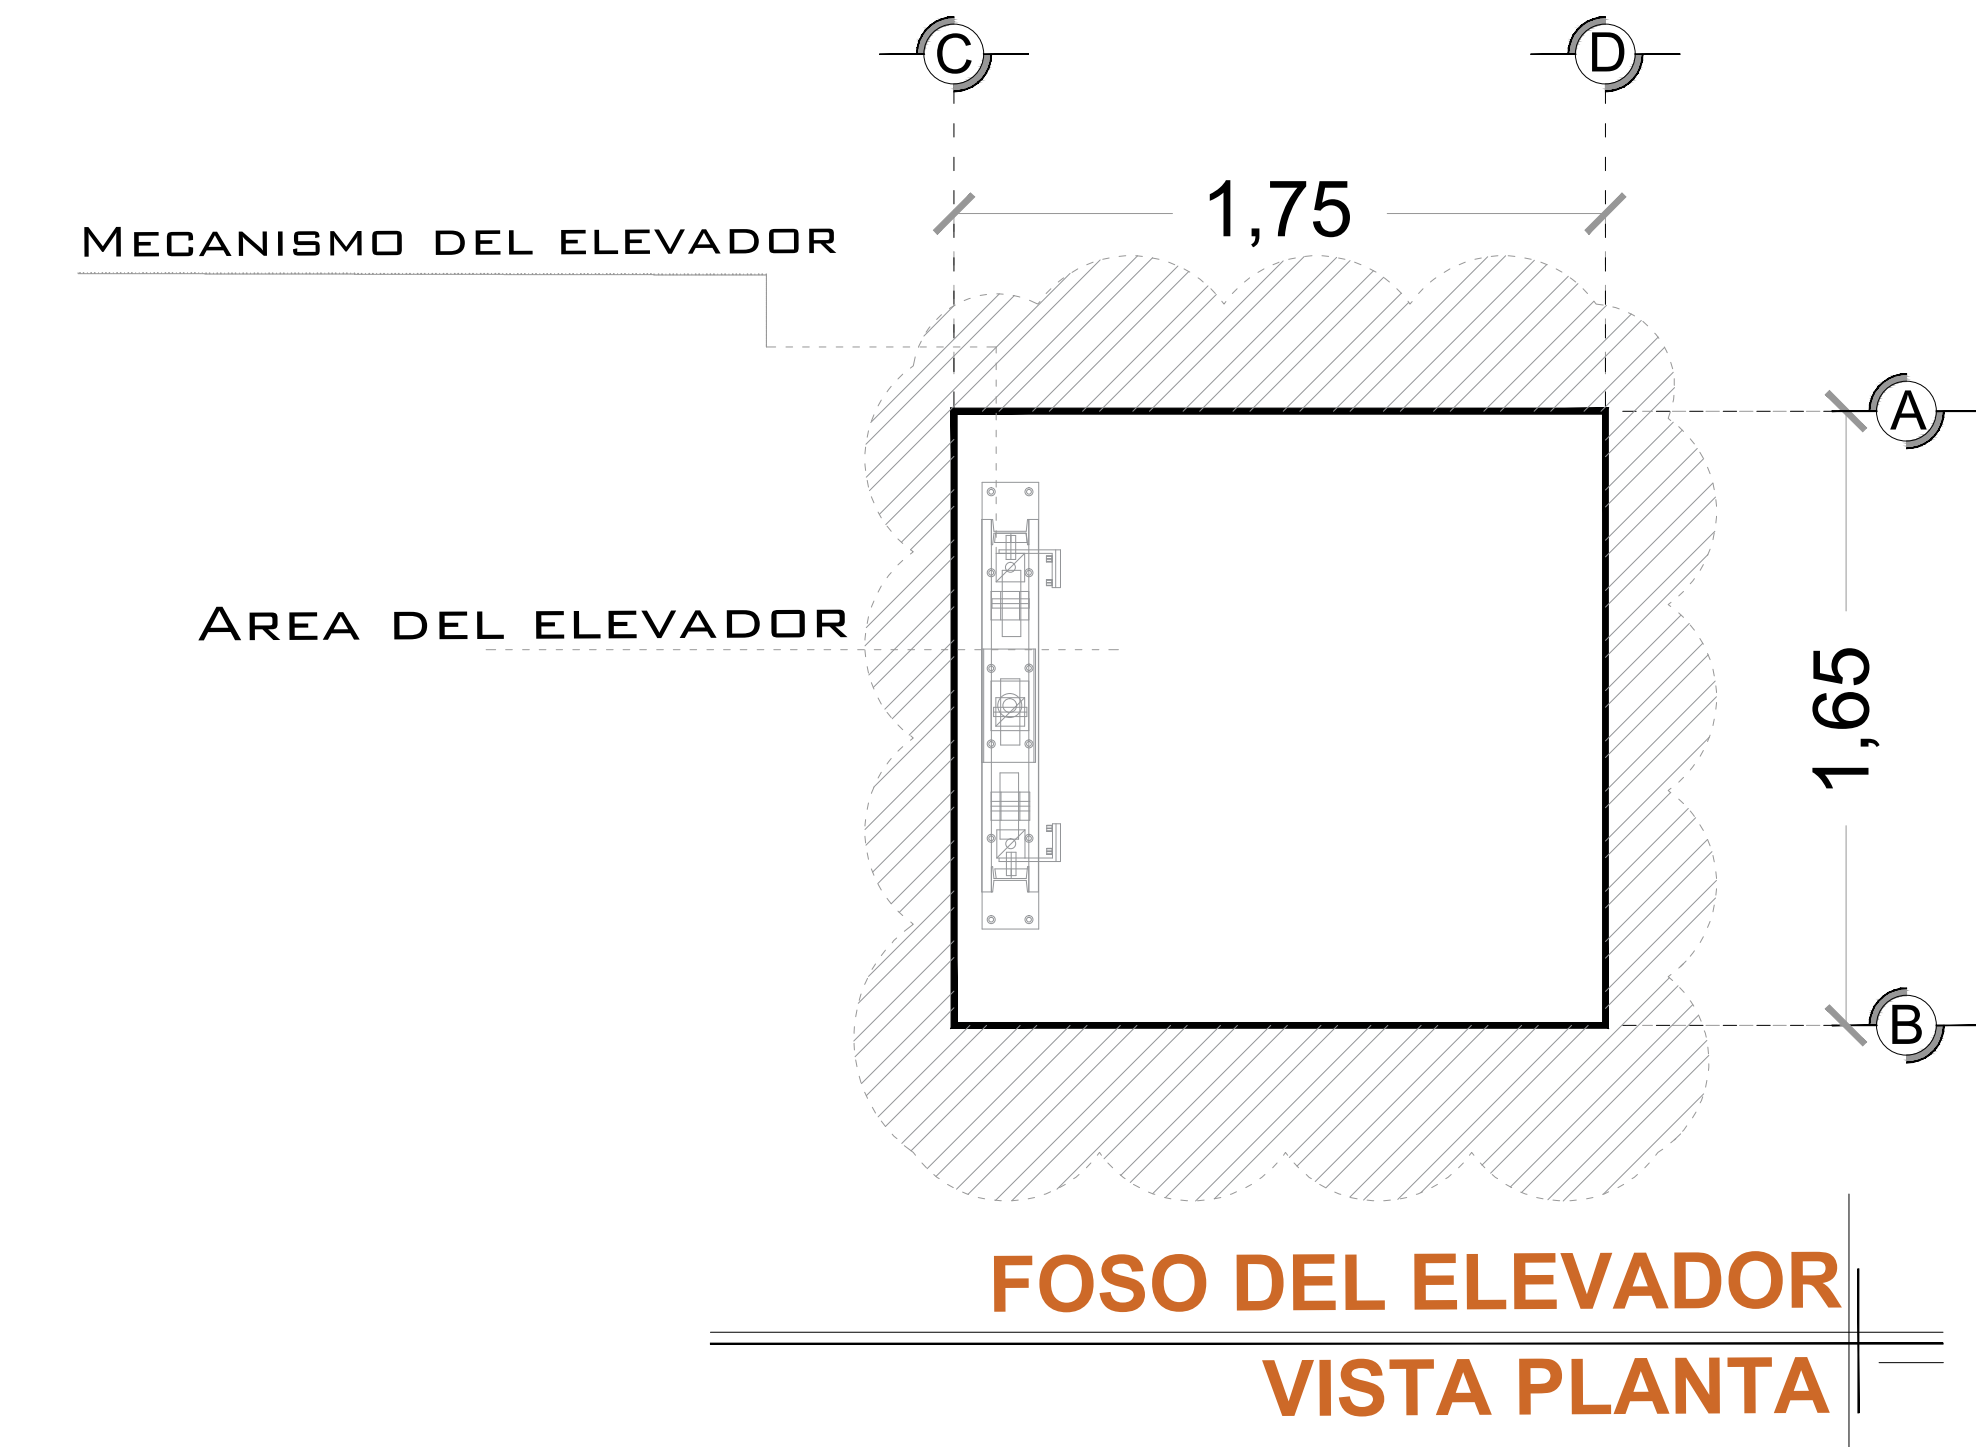 C
D
1,75
MECANISMO DEL ELEVADOR
A
AREA DEL ELEVADOR
1,65
B
FOSO DEL ELEVADOR
VISTA PLANTA